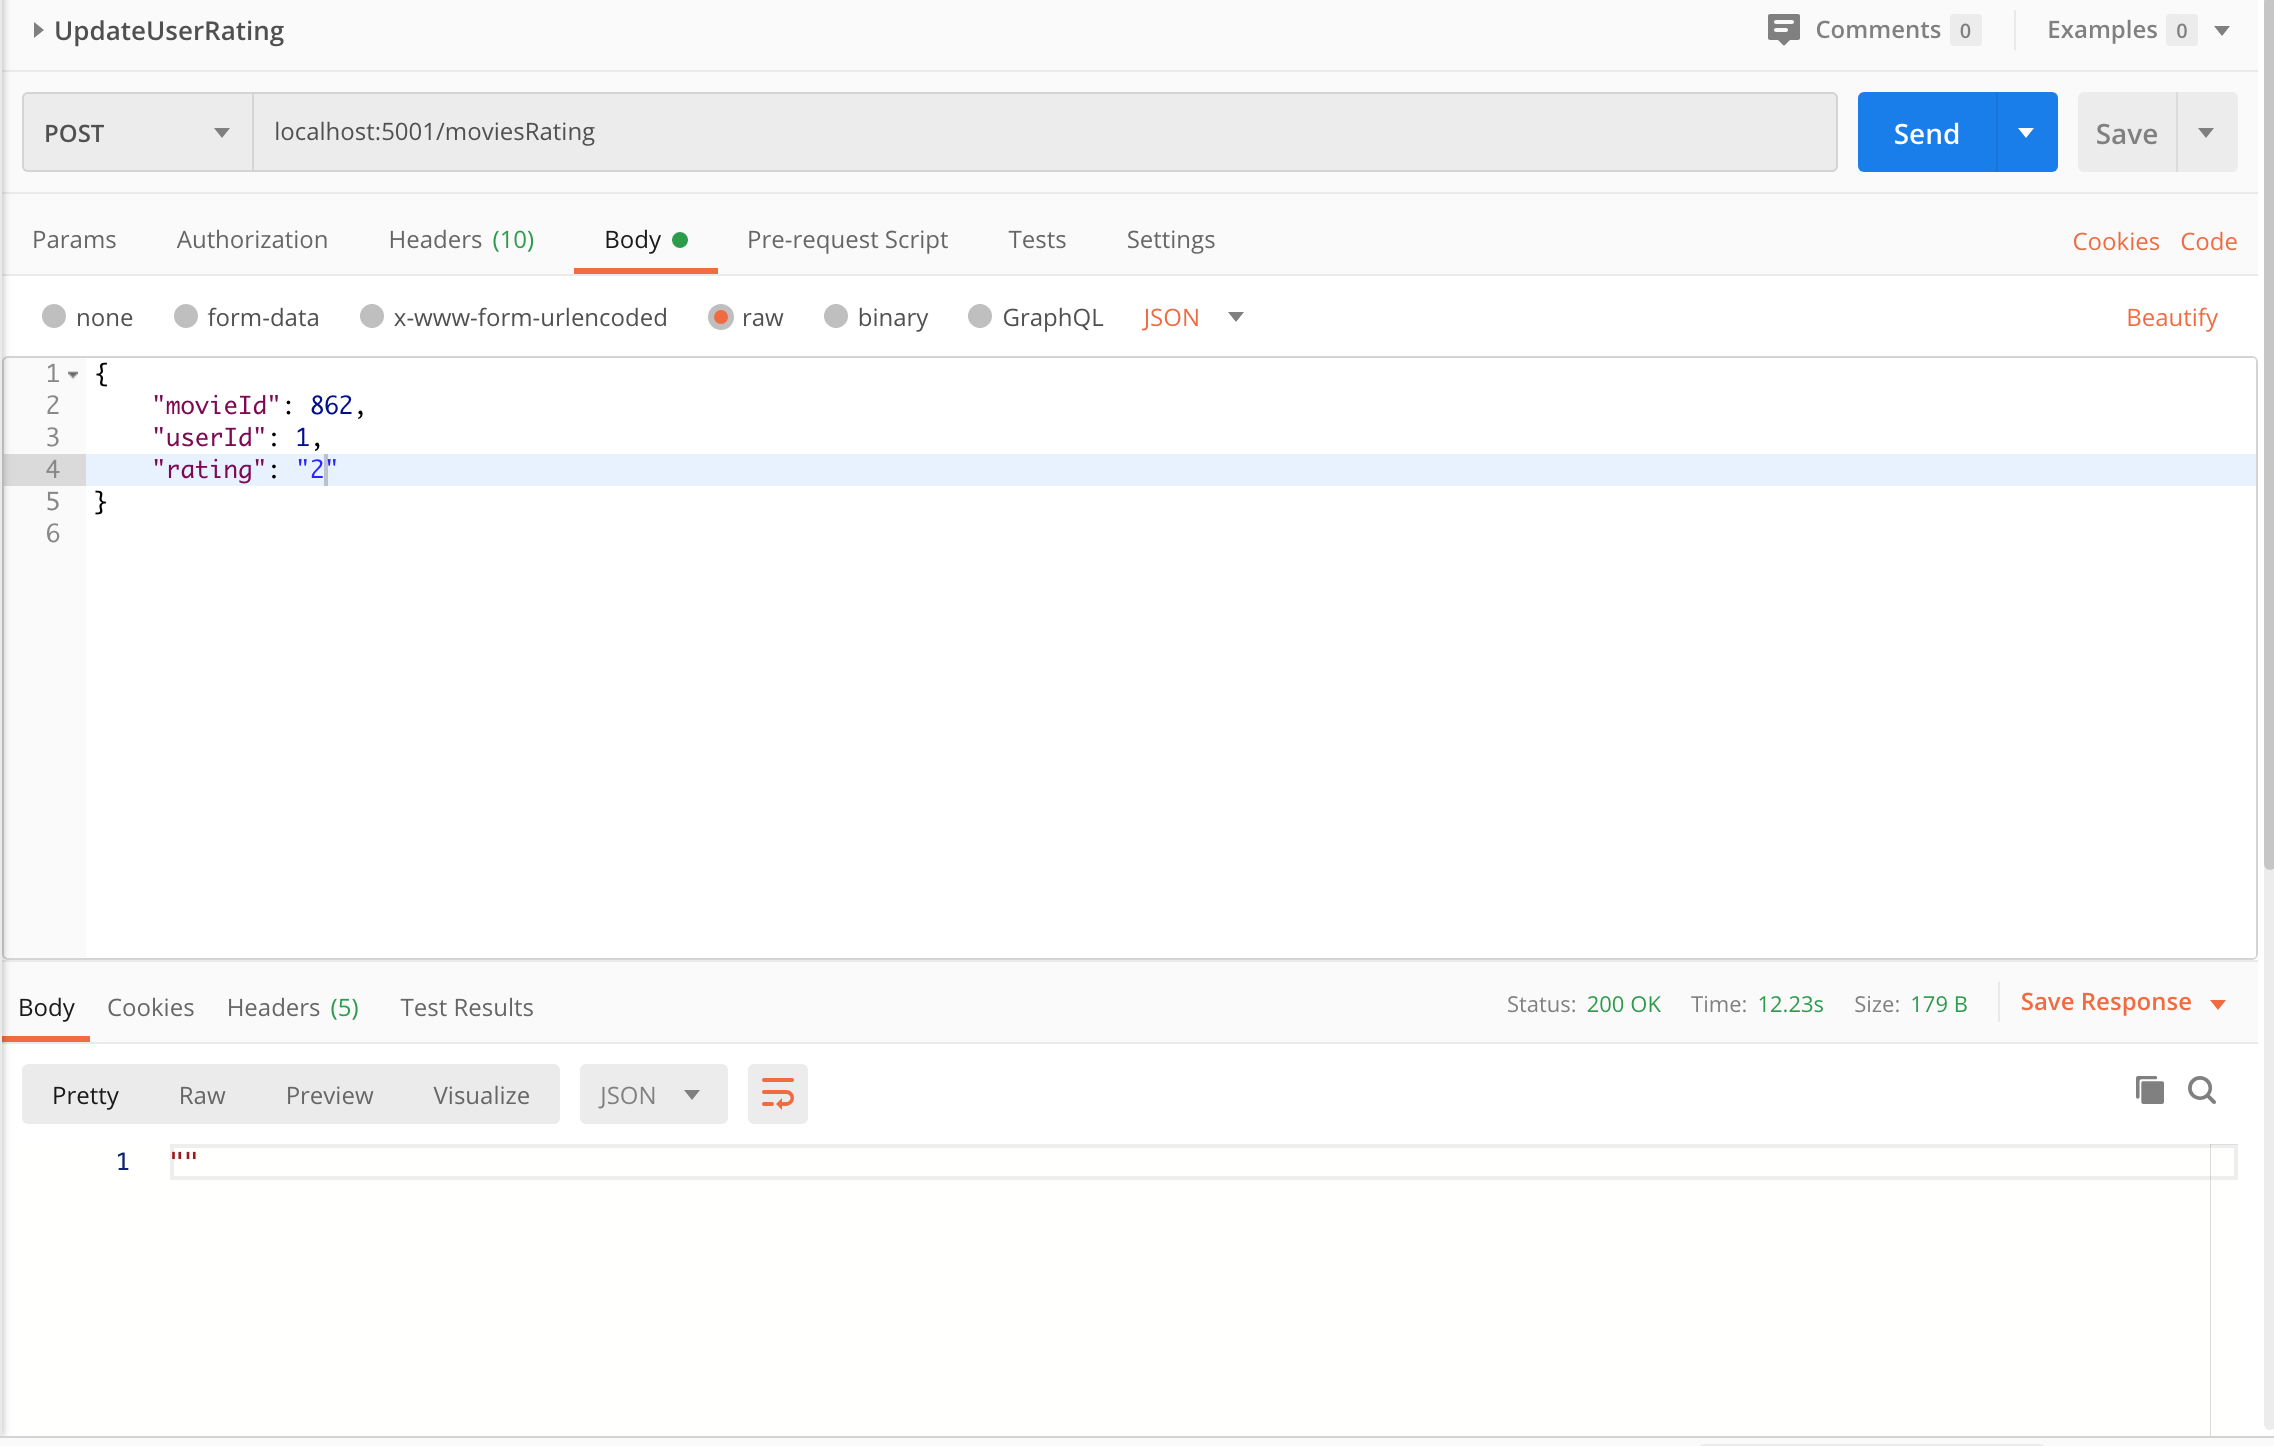 UpdateUserRating Comments 0 Examples 0
POST localhost:5001/moviesRating Send Save
Params Authorization Headers (10) Body Pre-request Script Tests Settings Cookies Code
none form-data x-www-form-urlencoded raw binary GraphQL JSON Beautify
1 {
2 "movieId": 862,
3 "userId": 1,
4 "rating": "2"
5 }
6
Body Cookies Headers (5) Test Results Status: 200 OK Time: 12.23s Size: 179 B Save Response
Pretty Raw Preview Visualize JSON
1 ""